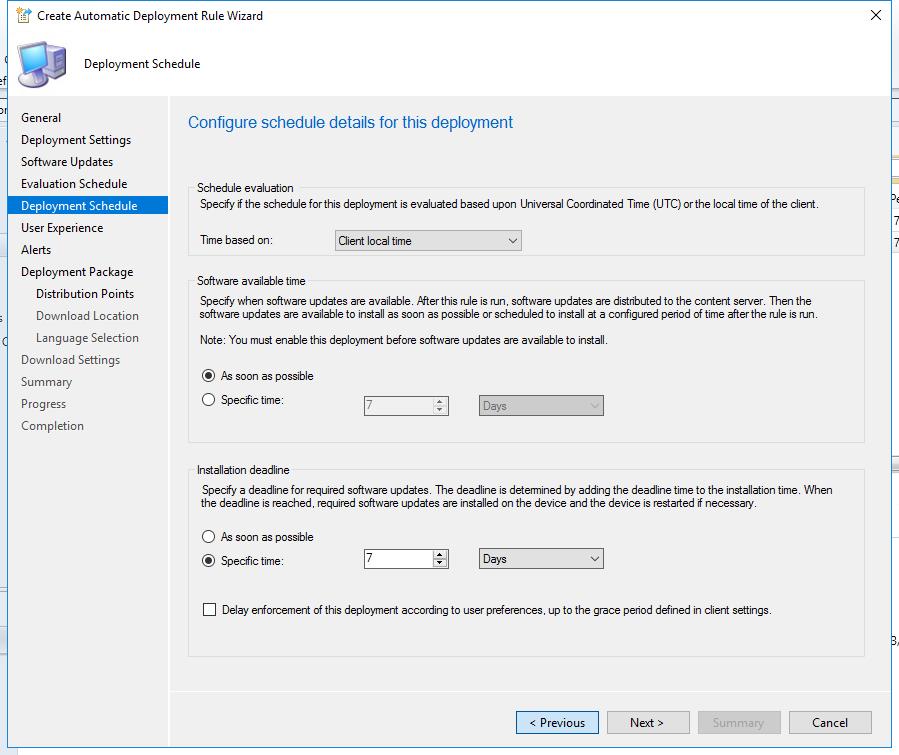 Create Automatic Deployment Rule Wizard
Deployment Schedule
General
Deployment Settings
Software Updates
Evaluation Schedule
Deployment Schedule
User Experience
Alerts
Deployment Package
Distribution Points
Download Location
Language Selection
Download Settings
Summary
Progress
Completion
Configure schedule details for this deployment
Schedule evaluation
Specify if the schedule for this deployment is evaluated based upon Universal Coordinated Time (UTC) or the local time of the client.
Time based on: Client local time
Software available time
Specify when software updates are available. After this rule is run, software updates are distributed to the content server. Then the
software updates are available to install as soon as possible or scheduled to install at a configured period of time after the rule is run.
Note: You must enable this deployment before software updates are available to install.
As soon as possible
Specific time: 7 Days
Installation deadline
Specify a deadline for required software updates. The deadline is determined by adding the deadline time to the installation time. When
the deadline is reached, required software updates are installed on the device and the device is restarted if necessary.
As soon as possible
Specific time: 7 Days
Delay enforcement of this deployment according to user preferences, up to the grace period defined in client settings.
< Previous Next > Summary Cancel